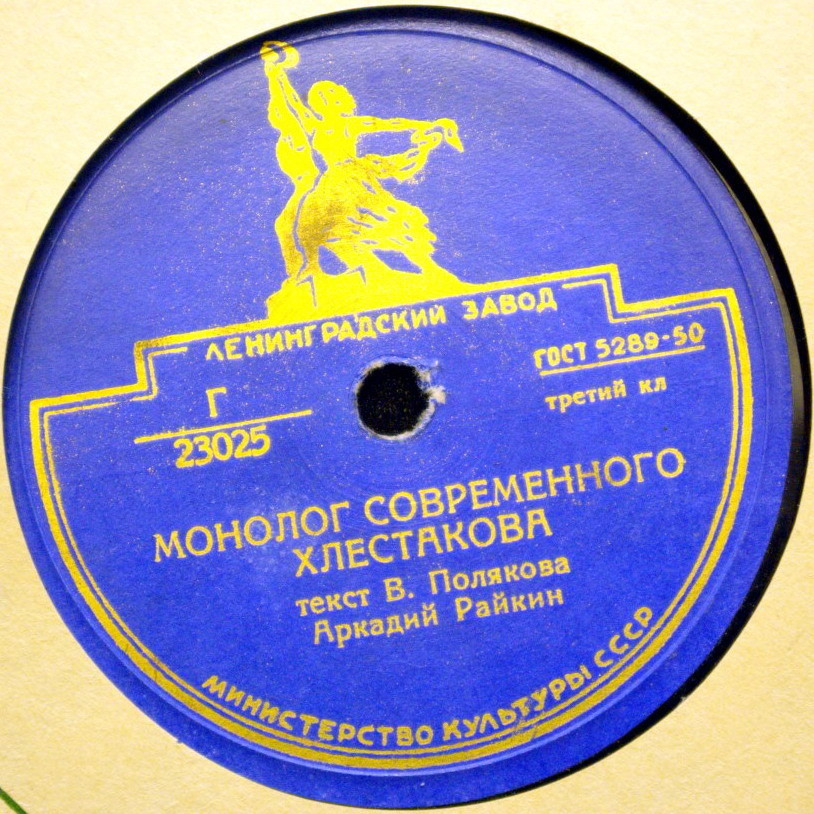 ЛЕНИНГРАДСКИЙ ЗАВОД
ГОСТ 5289-50
третий кл
Г
23025
МОНОЛОГ СОВРЕМЕННОГО
ХЛЕСТАКОВА
текст В. Полякова
Аркадий Райкин
МИНИСТЕРСТВО КУЛЬТУРЫ СССР